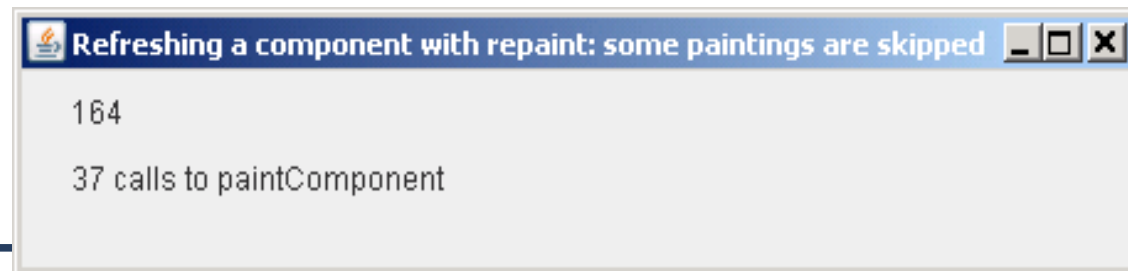 Refreshing a component with repaint: some paintings are skipped
164
37 calls to paintComponent